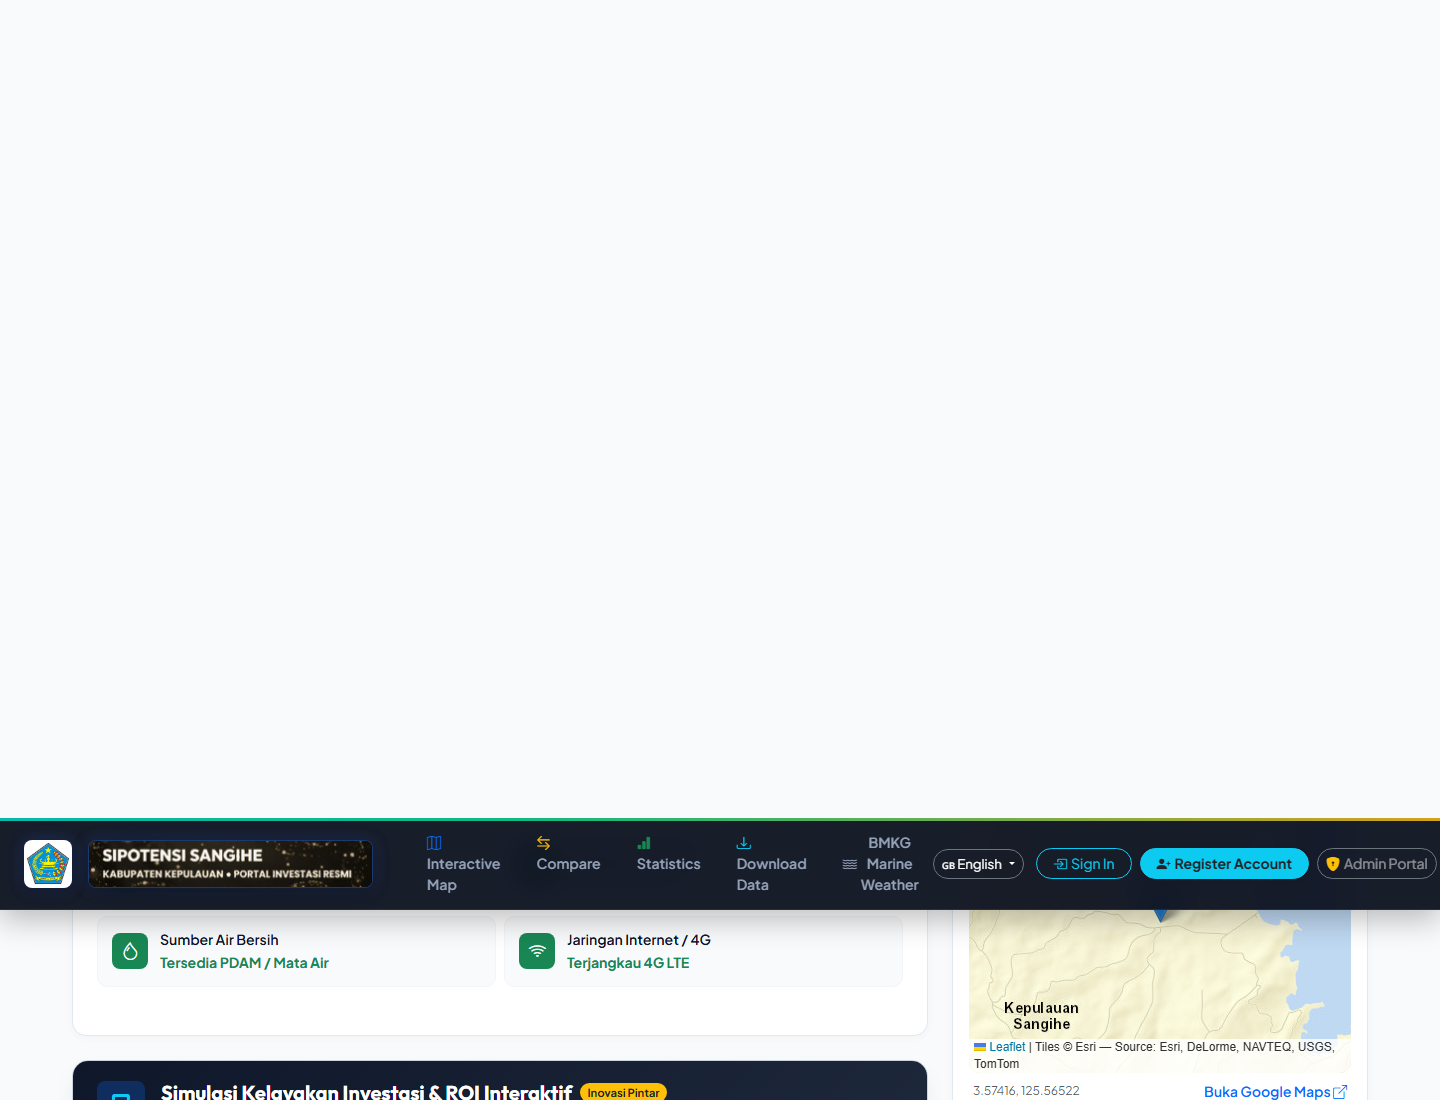 SIPOTENSI SANGIHE
KABUPATEN KEPULAUAN • PORTAL INVESTASI RESMI
Interactive
Map
Compare
Statistics
Download
Data
BMKG
Marine
Weather
GB English
Sign In
Register Account
Admin Portal
Sumber Air Bersih
Tersedia PDAM / Mata Air
Jaringan Internet / 4G
Terjangkau 4G LTE
Kepulauan
Sangihe
Leaflet | Tiles © Esri — Source: Esri, DeLorme, NAVTEQ, USGS,
TomTom
3.57416, 125.56522
Buka Google Maps
Simulasi Kelayakan Investasi & ROI Interaktif
Inovasi Pintar